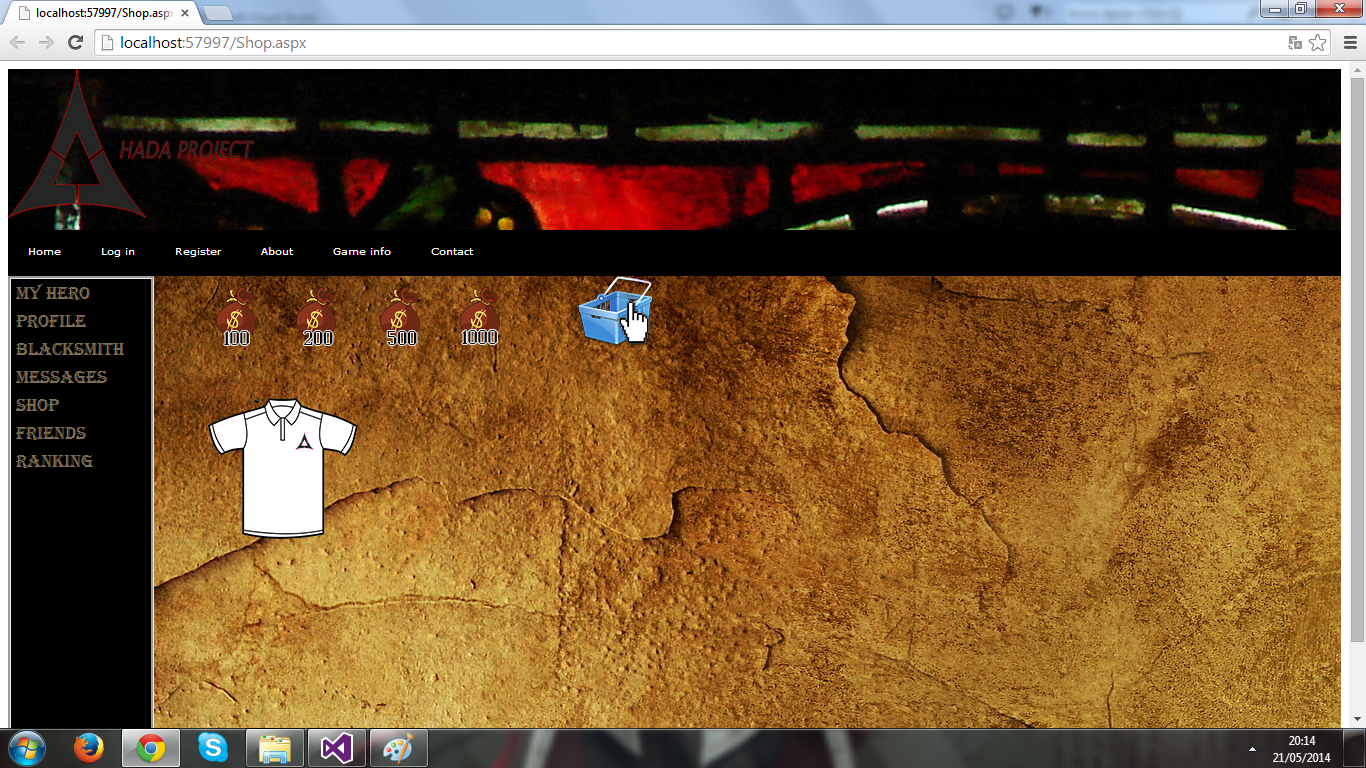 localhost:57997/Shop.asp
localhost:57997/Shop.aspx
HADA PROJECT
Home Log in Register About Game info Contact
MY HERO
PROFILE
BLACKSMITH
MESSAGES
SHOP
FRIENDS
RANKING
$ $ $ $
100 200 500 1000
20:14
21/05/2014